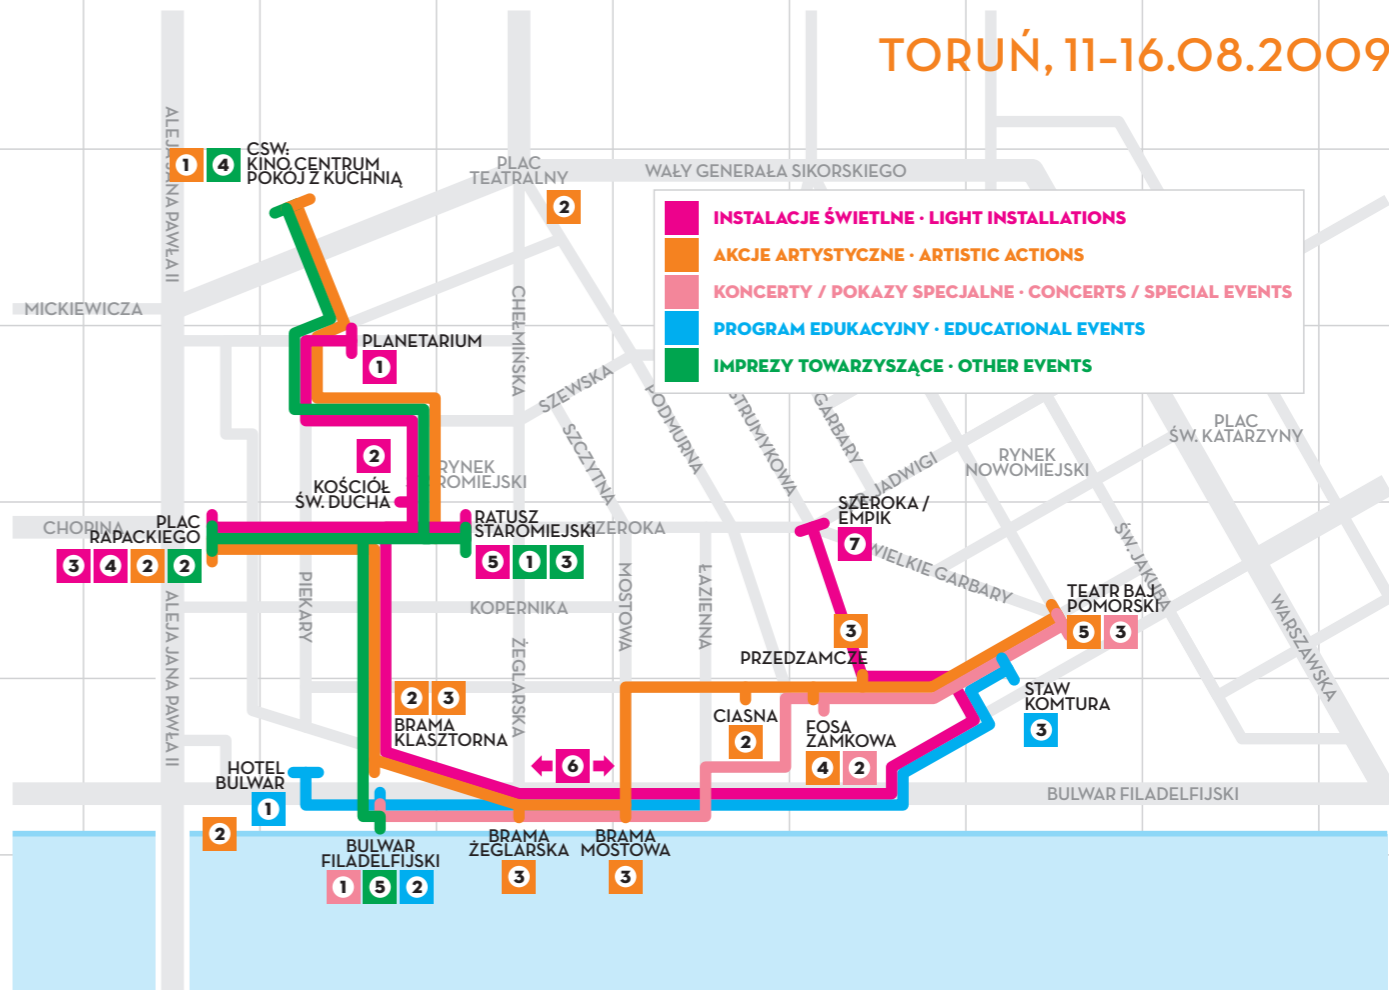 TORUŃ, 11-16.08.2009
ALEJA JANA PAWŁA II
1 4
CSW:
KINO CENTRUM
POKÓJ Z KUCHNIĄ
PLAC
TEATRALNY
2
WAŁY GENERAŁA SIKORSKIEGO
INSTALACJE ŚWIETLNE · LIGHT INSTALLATIONS
AKCJE ARTYSTYCZNE · ARTISTIC ACTIONS
KONCERTY / POKAZY SPECJALNE · CONCERTS / SPECIAL EVENTS
PROGRAM EDUKACYJNY · EDUCATIONAL EVENTS
IMPREZY TOWARZYSZĄCE · OTHER EVENTS
MICKIEWICZA
PLANETARIUM
1
CHEŁMIŃSKA
SZEWSKA
SZCZYTNA
PODMURNA
STRUMYKOWA
GARBARY
JADWIGI
RYNEK
NOWOMIEJSKI
PLAC
ŚW. KATARZYNY
2
KOŚCIÓŁ
ŚW. DUCHA
RYNEK
CHOPINA
PLAC
RAPACKIEGO
3 4 2 2
RATUSZ
STAROMIEJSKI
5 1 3
SZEROKA
SZEROKA /
EMPIK
7
WIELKIE GARBARY
ŚW. JAKUBA
WARSZAWSKA
PIEKARY
KOPERNIKA
MOSTOWA
ŁAZIENNA
ŻEGLARSKA
ALEJA JANA PAWŁA II
TEATR BAJ
POMORSKI
5 3
3
PRZEDZAMCZE
2 3
BRAMA
KLASZTORNA
CIASNA
2
FOSA
ZAMKOWA
4 2
STAW
KOMTURA
3
6
HOTEL
BULWAR
1
2
BULWAR FILADELFIJSKI
BULWAR
FILADELFIJSKI
1 5 2
BRAMA
ŻEGLARSKA
3
BRAMA
MOSTOWA
3